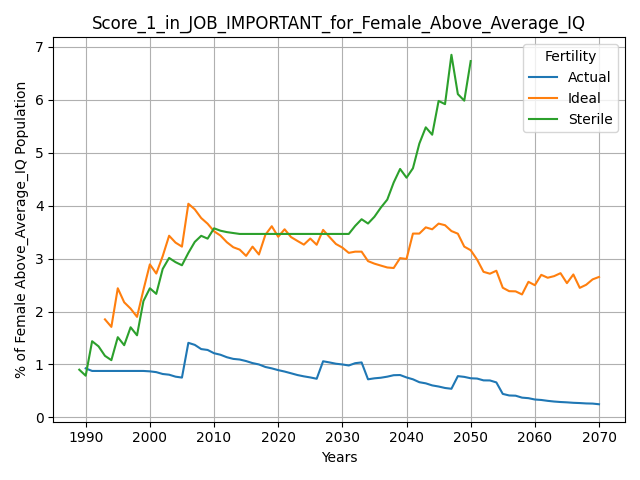 Score_1_in_JOB_IMPORTANT_for_Female_Above_Average_IQ
% of Female Above_Average_IQ Population
7
6
5
4
3
2
1
0
Fertility
Actual
Ideal
Sterile
1990 2000 2010 2020 2030 2040 2050 2060 2070
Years